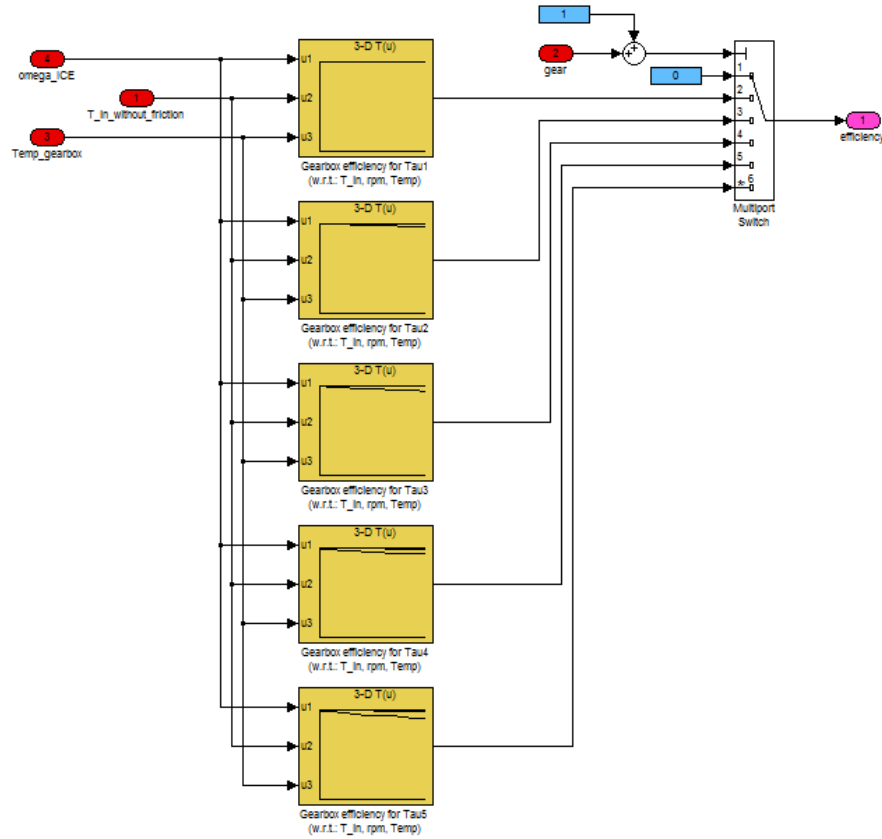 1
4
omega_ICE
1
T_in_without_friction
3
Temp_gearbox
2
gear
0
3-D T(u)
u1
u2
u3
Gearbox efficiency for Tau1
(w.r.t.: T_in, rpm, Temp)
3-D T(u)
u1
u2
u3
Gearbox efficiency for Tau2
(w.r.t.: T_in, rpm, Temp)
3-D T(u)
u1
u2
u3
Gearbox efficiency for Tau3
(w.r.t.: T_in, rpm, Temp)
3-D T(u)
u1
u2
u3
Gearbox efficiency for Tau4
(w.r.t.: T_in, rpm, Temp)
3-D T(u)
u1
u2
u3
Gearbox efficiency for Tau5
(w.r.t.: T_in, rpm, Temp)
++
1
2
3
4
5
*, 6
Multiport
Switch
1
efficiency